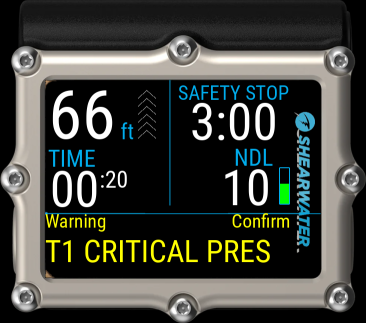 66 ft
SAFETY STOP
3:00
TIME
00:20
NDL
10
Warning
Confirm
T1 CRITICAL PRES
SHEARWATER